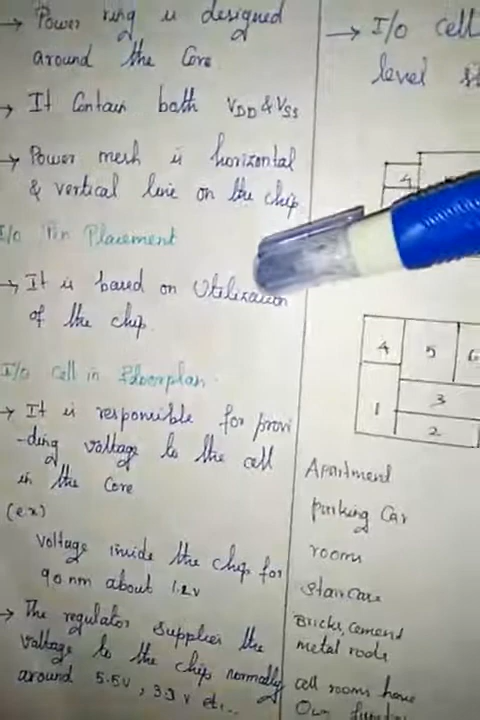 → Power ring is designed
around the Core
→ It Contain both VDD & VSS
→ Power mesh is horizontal
& vertical line on the chip
I/o Pin Placement
→ It is based on Utilization
of the chip.
I/o Cell in Floorplan.
→ It is responsible for provi
-ding voltage to the cell
in the Core
(ex)
Voltage inside the chip for
90nm about 1.2v
→ The regulator supplies the
voltage to the chip normally
around 5.5v, 3.3v etc...
→ I/o cell
level
4
4 5 6
3
1
2
Apartment
parking Car
rooms
staircase
Bricks, Cement
metal rods
cell rooms have
Own